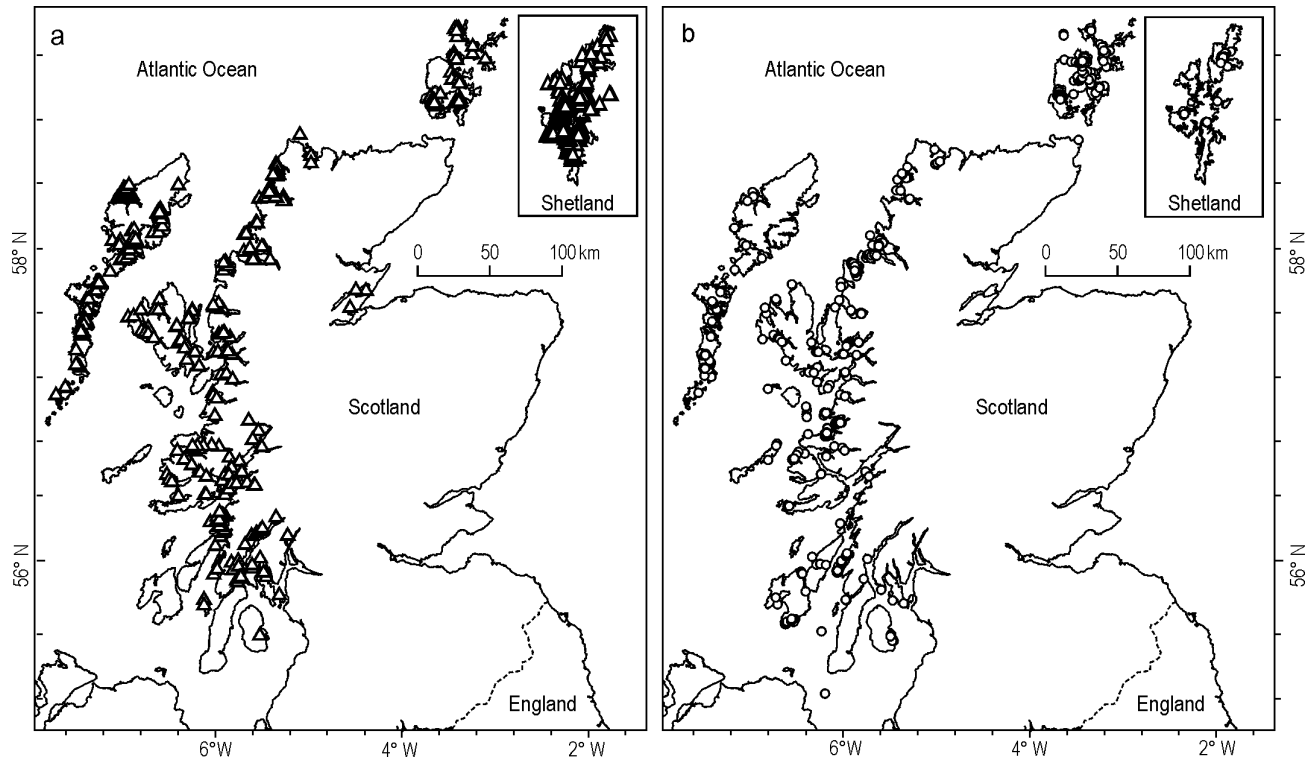 a
Atlantic Ocean
Shetland
58° N
0 50 100 km
Scotland
56° N
England
6°W 4°W 2°W
b
Atlantic Ocean
Shetland
58° N
0 50 100 km
Scotland
56° N
England
6°W 4°W 2°W